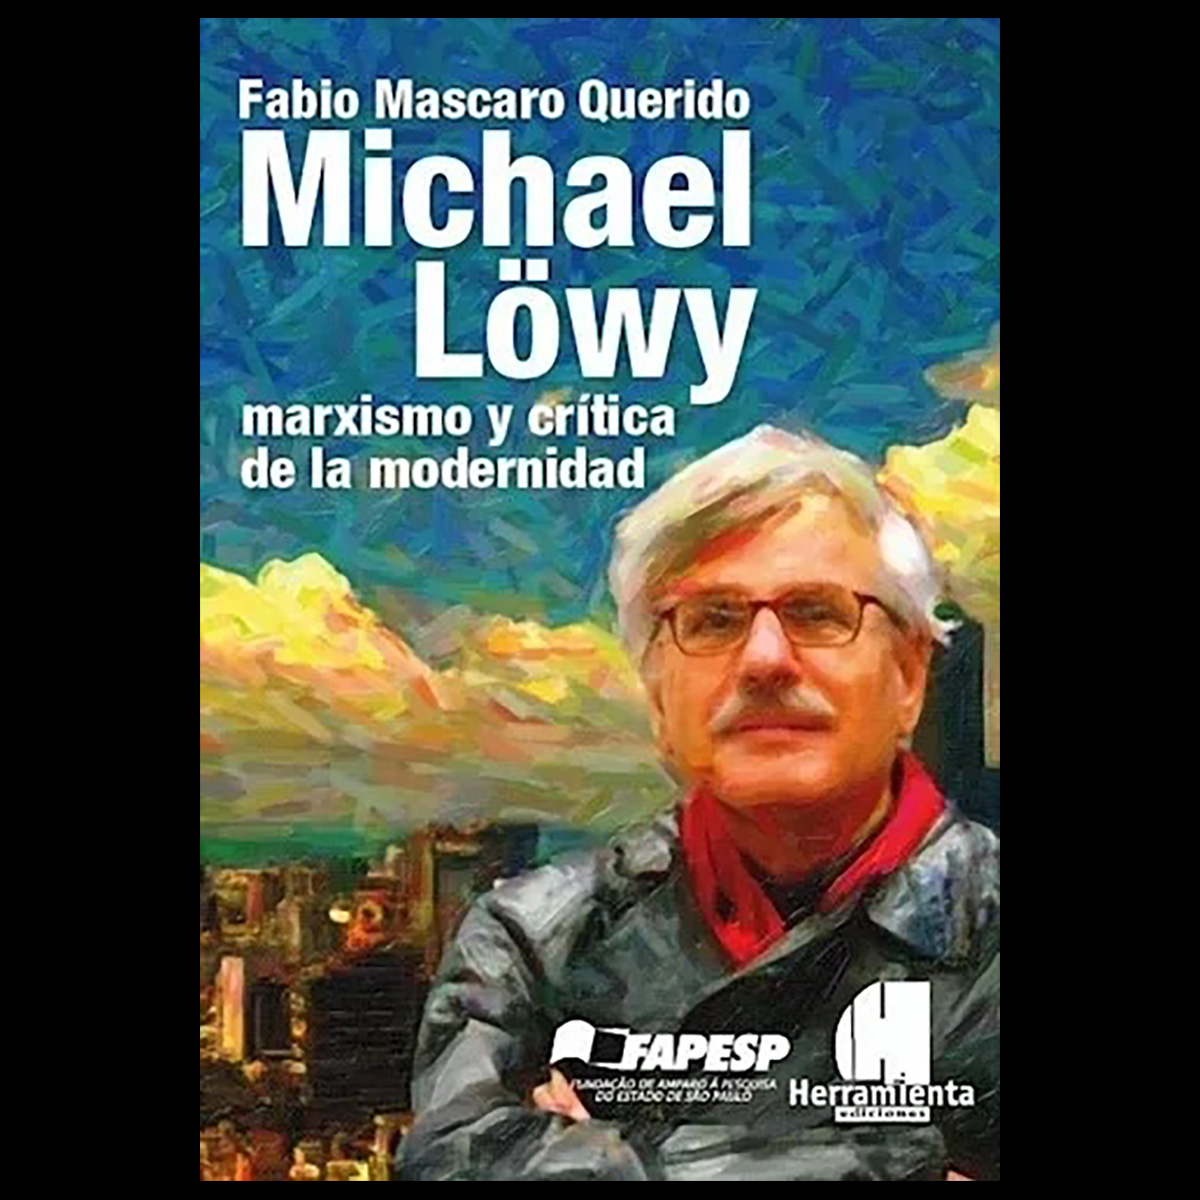 Fabio Mascaro Querido
Michael
Löwy
marxismo y crítica
de la modernidad
FAPESP
FUNDAÇÃO DE AMPARO À PESQUISA
DO ESTADO DE SÃO PAULO
H
Herramienta
ediciones